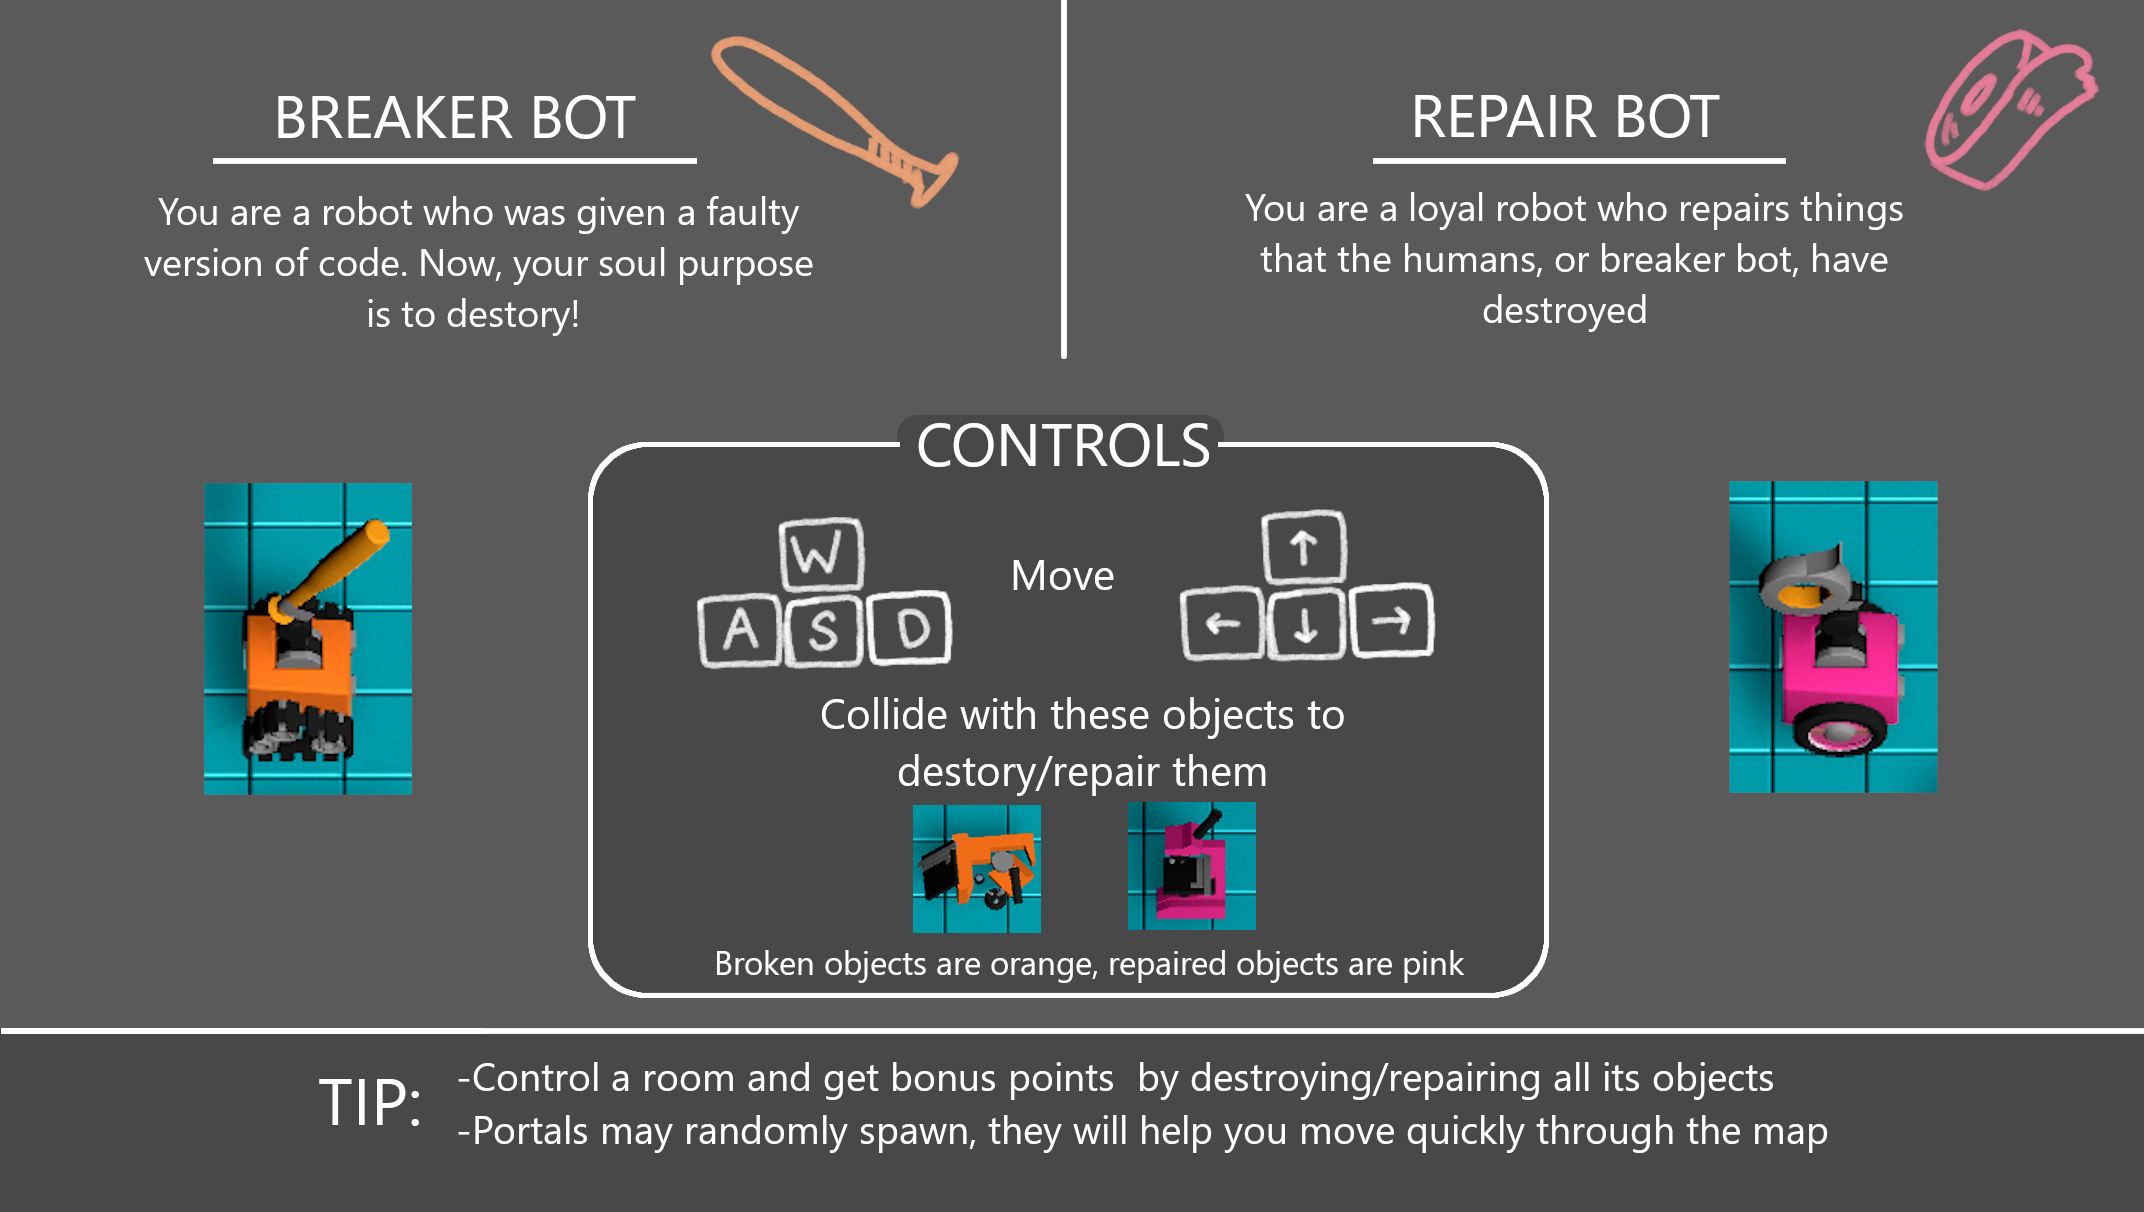 BREAKER BOT
You are a robot who was given a faulty
version of code. Now, your soul purpose
is to destory!
REPAIR BOT
You are a loyal robot who repairs things
that the humans, or breaker bot, have
destroyed
CONTROLS
W
A S D
Move
↑
← ↓ →
Collide with these objects to
destory/repair them
Broken objects are orange, repaired objects are pink
TIP:
-Control a room and get bonus points  by destroying/repairing all its objects
-Portals may randomly spawn, they will help you move quickly through the map